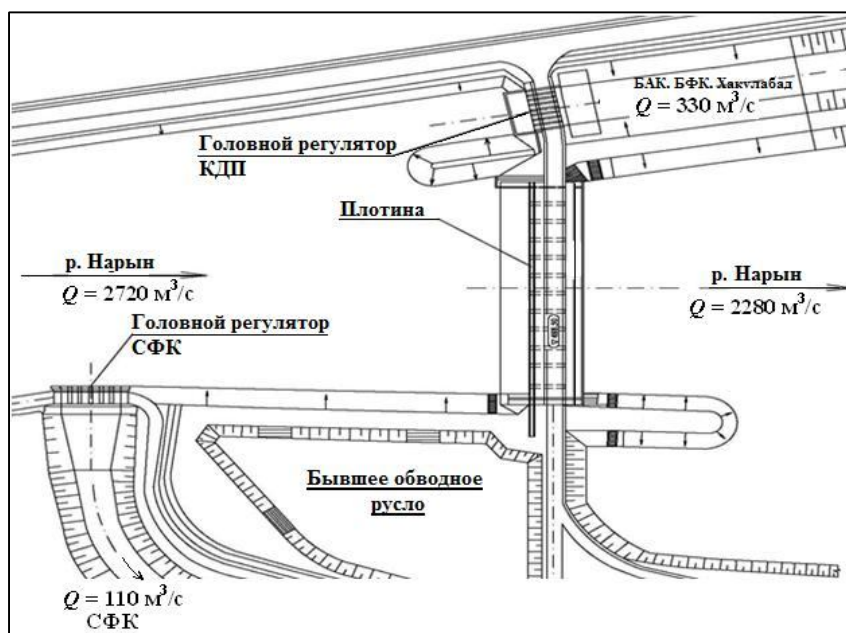 БАК. БФК. Хакулабад
Q = 330 м³/с
Головной регулятор
КДП
Плотина
р. Нарын
Q = 2720 м³/с
р. Нарын
Q = 2280 м³/с
Головной регулятор
СФК
Бывшее обводное
русло
Q = 110 м³/с
СФК